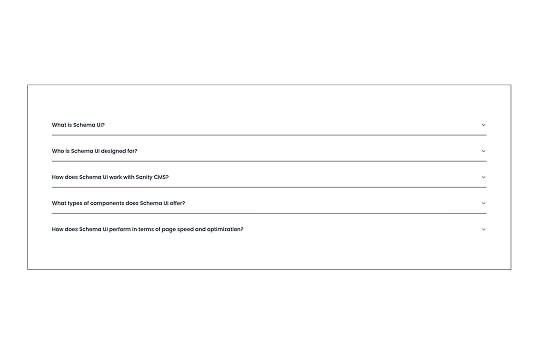 What is Schema UI?
Who is Schema UI designed for?
How does Schema UI work with Sanity CMS?
What types of components does Schema UI offer?
How does Schema UI perform in terms of page speed and optimization?